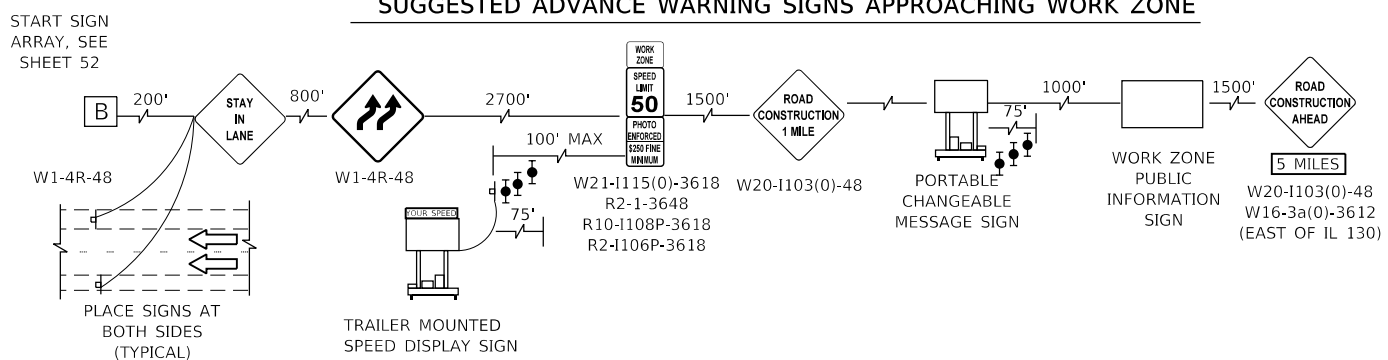 SUGGESTED ADVANCE WARNING SIGNS APPROACHING WORK ZONE
START SIGN
ARRAY, SEE
SHEET 52
B
200'
STAY
IN
LANE
800'
W1-4R-48
W1-4R-48
2700'
100' MAX
WORK
ZONE
SPEED
LIMIT
50
PHOTO
ENFORCED
$250 FINE
MINIMUM
W21-I115(0)-3618
R2-1-3648
R10-I108P-3618
R2-I106P-3618
1500'
ROAD
CONSTRUCTION
1 MILE
W20-I103(0)-48
75'
PORTABLE
CHANGEABLE
MESSAGE SIGN
1000'
WORK ZONE
PUBLIC
INFORMATION
SIGN
1500'
ROAD
CONSTRUCTION
AHEAD
5 MILES
W20-I103(0)-48
W16-3a(0)-3612
(EAST OF IL 130)
YOUR SPEED
75'
TRAILER MOUNTED
SPEED DISPLAY SIGN
PLACE SIGNS AT
BOTH SIDES
(TYPICAL)